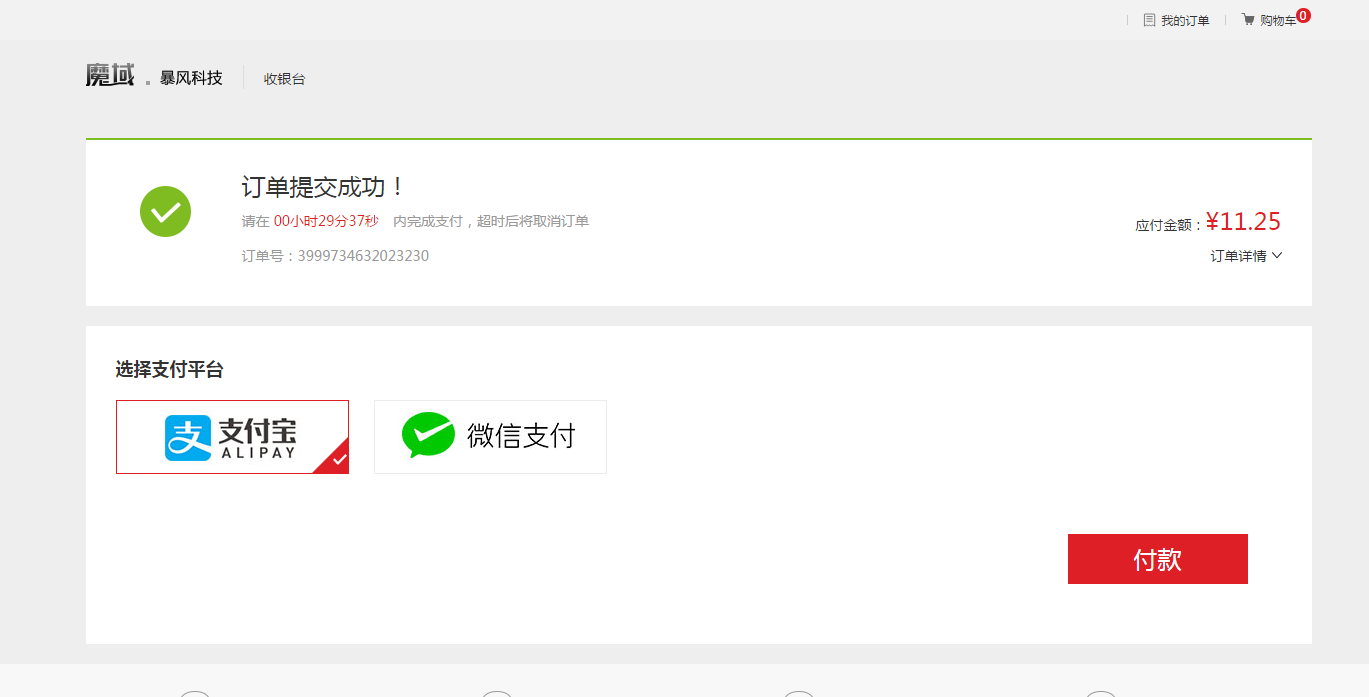 我的订单 购物车 0
魔域 . 暴风科技 收银台
订单提交成功！
请在 00小时29分37秒 内完成支付，超时后将取消订单
应付金额：¥11.25
订单号：3999734632023230
订单详情
选择支付平台
支付宝
ALIPAY
微信支付
付款